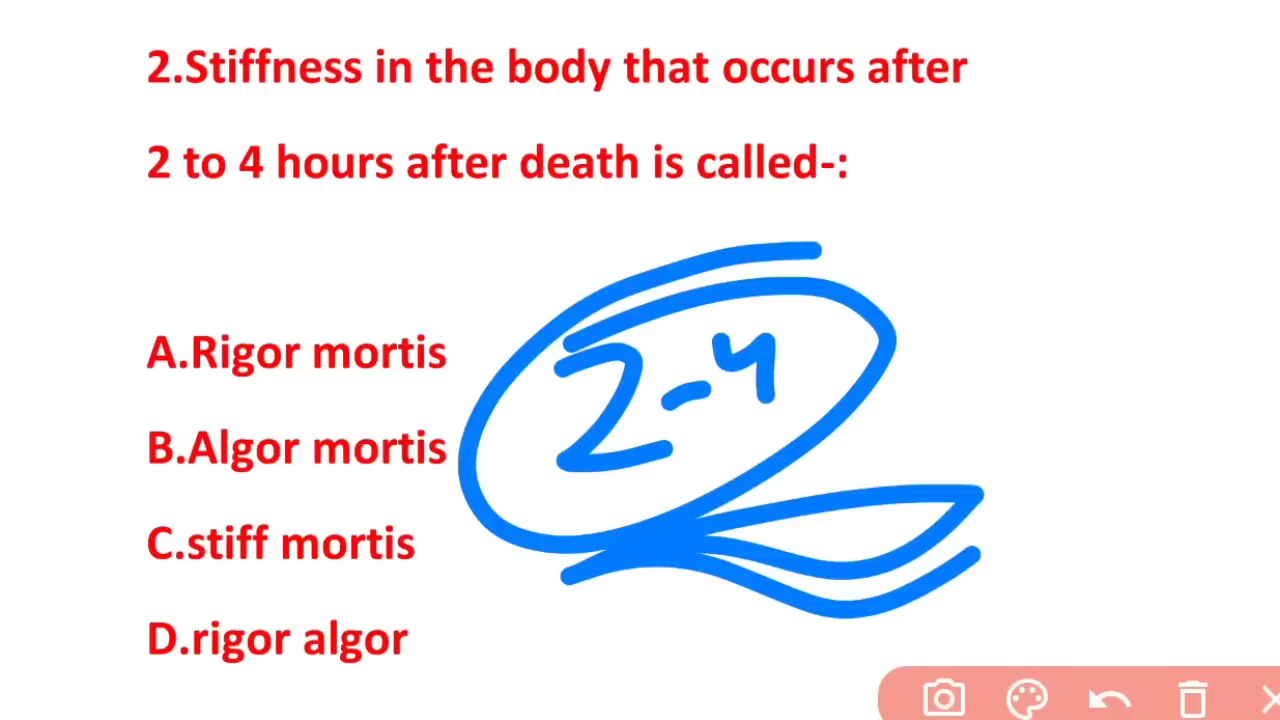 2.Stiffness in the body that occurs after
2 to 4 hours after death is called-:
A.Rigor mortis
2-4
B.Algor mortis
C.stiff mortis
D.rigor algor